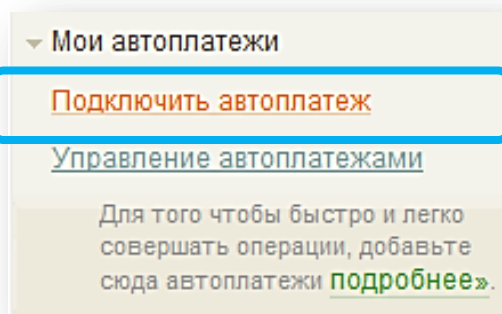 Мои автоплатежи
Подключить автоплатеж
Управление автоплатежами
Для того чтобы быстро и легко
совершать операции, добавьте
сюда автоплатежи подробнее».